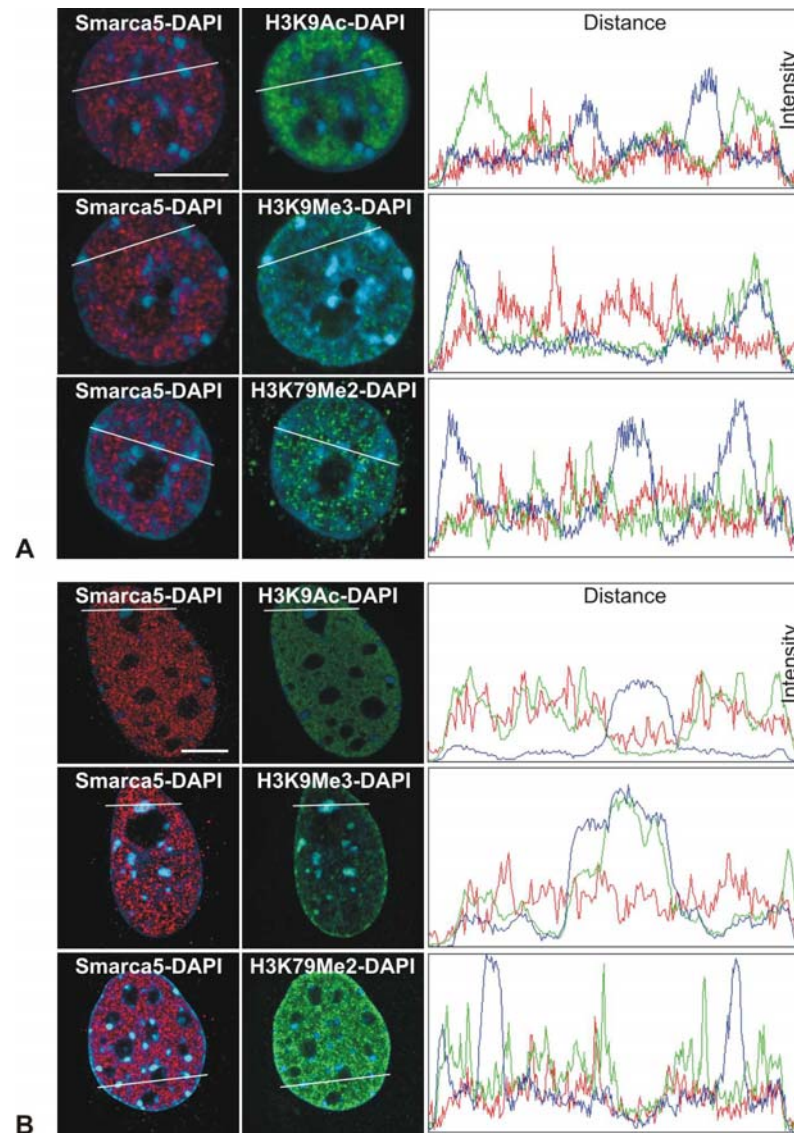 Smarca5-DAPI H3K9Ac-DAPI Distance
Intensity
Smarca5-DAPI H3K9Me3-DAPI
Smarca5-DAPI H3K79Me2-DAPI
A
Smarca5-DAPI H3K9Ac-DAPI Distance
Intensity
Smarca5-DAPI H3K9Me3-DAPI
Smarca5-DAPI H3K79Me2-DAPI
B